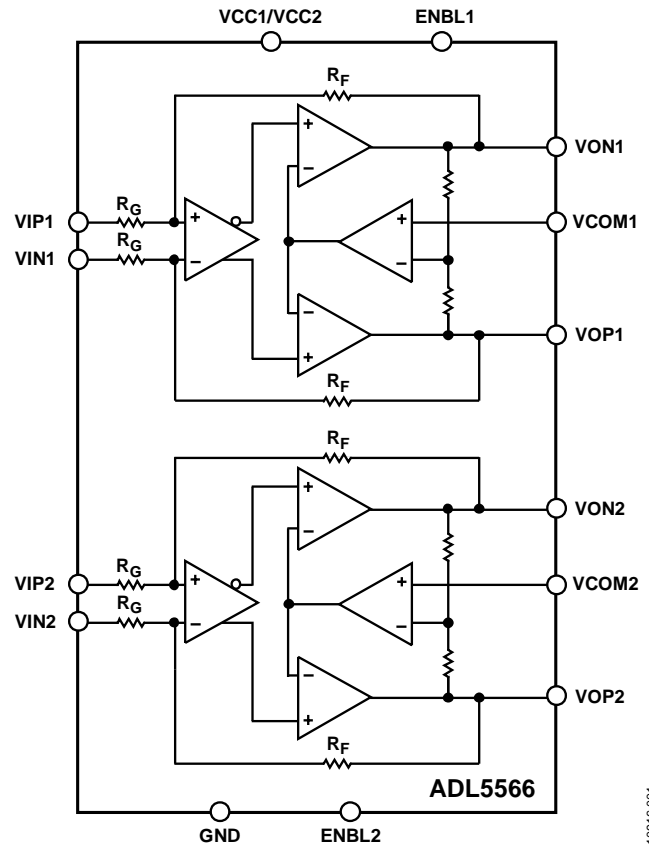 VCC1/VCC2 ENBL1
RF
+
VON1
−
RG
VIP1
+
+
VCOM1
RG
VIN1
−
−
−
VOP1
+
RF
RF
+
VON2
−
RG
VIP2
+
+
VCOM2
RG
VIN2
−
−
−
VOP2
+
RF
ADL5566
GND ENBL2